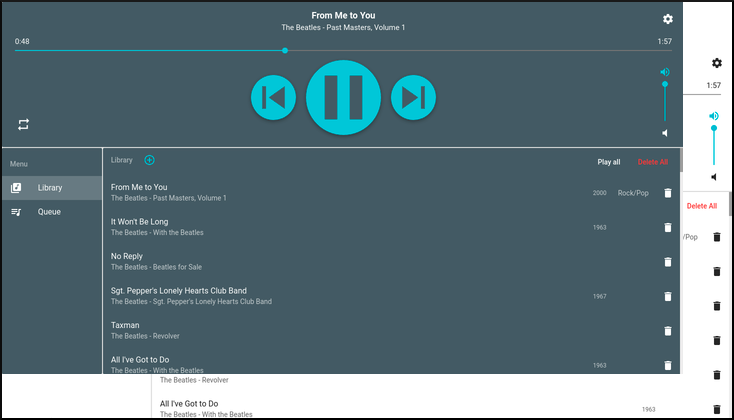 From Me to You
The Beatles - Past Masters, Volume 1
0:48
1:57
1:57
Menu
Library
Queue
Library
Play all
Delete All
Delete All
From Me to You
The Beatles - Past Masters, Volume 1
2000
Rock/Pop
/Pop
It Won't Be Long
The Beatles - With the Beatles
1963
No Reply
The Beatles - Beatles for Sale
Sgt. Pepper's Lonely Hearts Club Band
The Beatles - Sgt. Pepper's Lonely Hearts Club Band
1967
Taxman
The Beatles - Revolver
All I've Got to Do
The Beatles - With the Beatles
1963
The Beatles - Revolver
All I've Got to Do
The Beatles - With the Beatles
1963